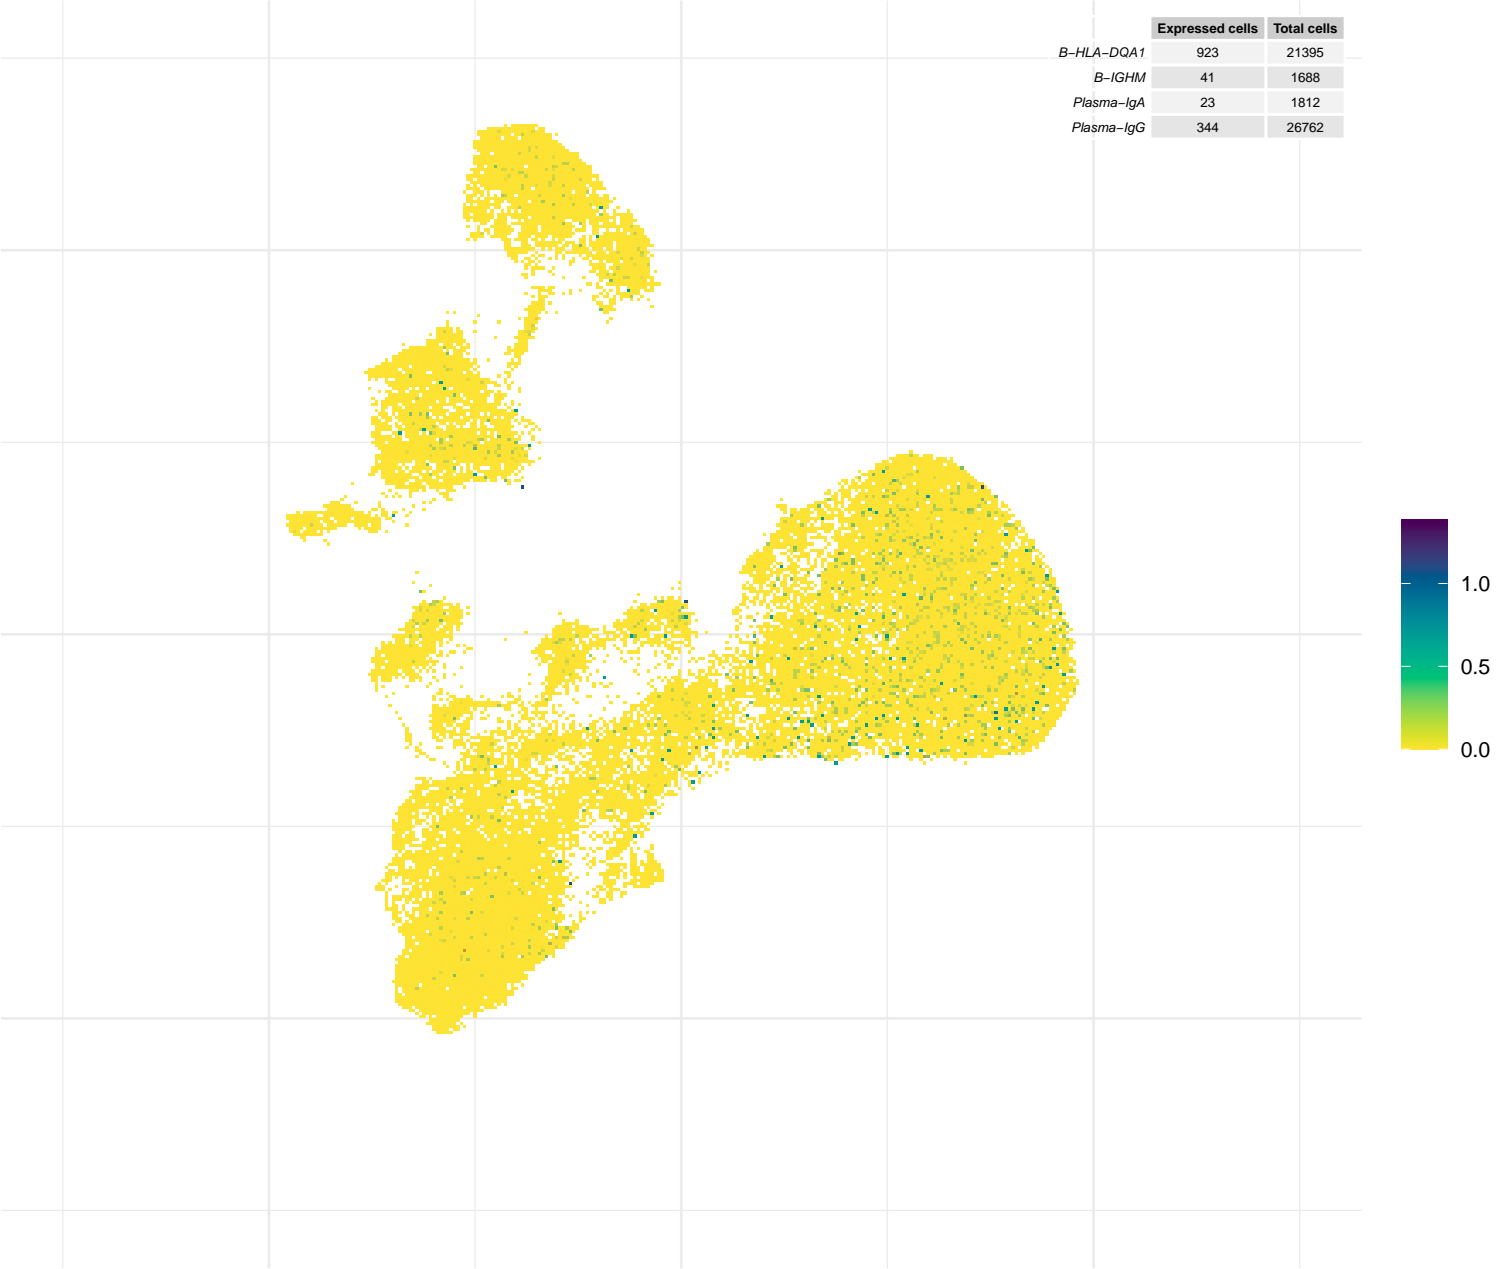 Expressed cells Total cells
B−HLA−DQA1 923 21395
B−IGHM 41 1688
Plasma−IgA 23 1812
Plasma−IgG 344 26762
1.0
0.5
0.0